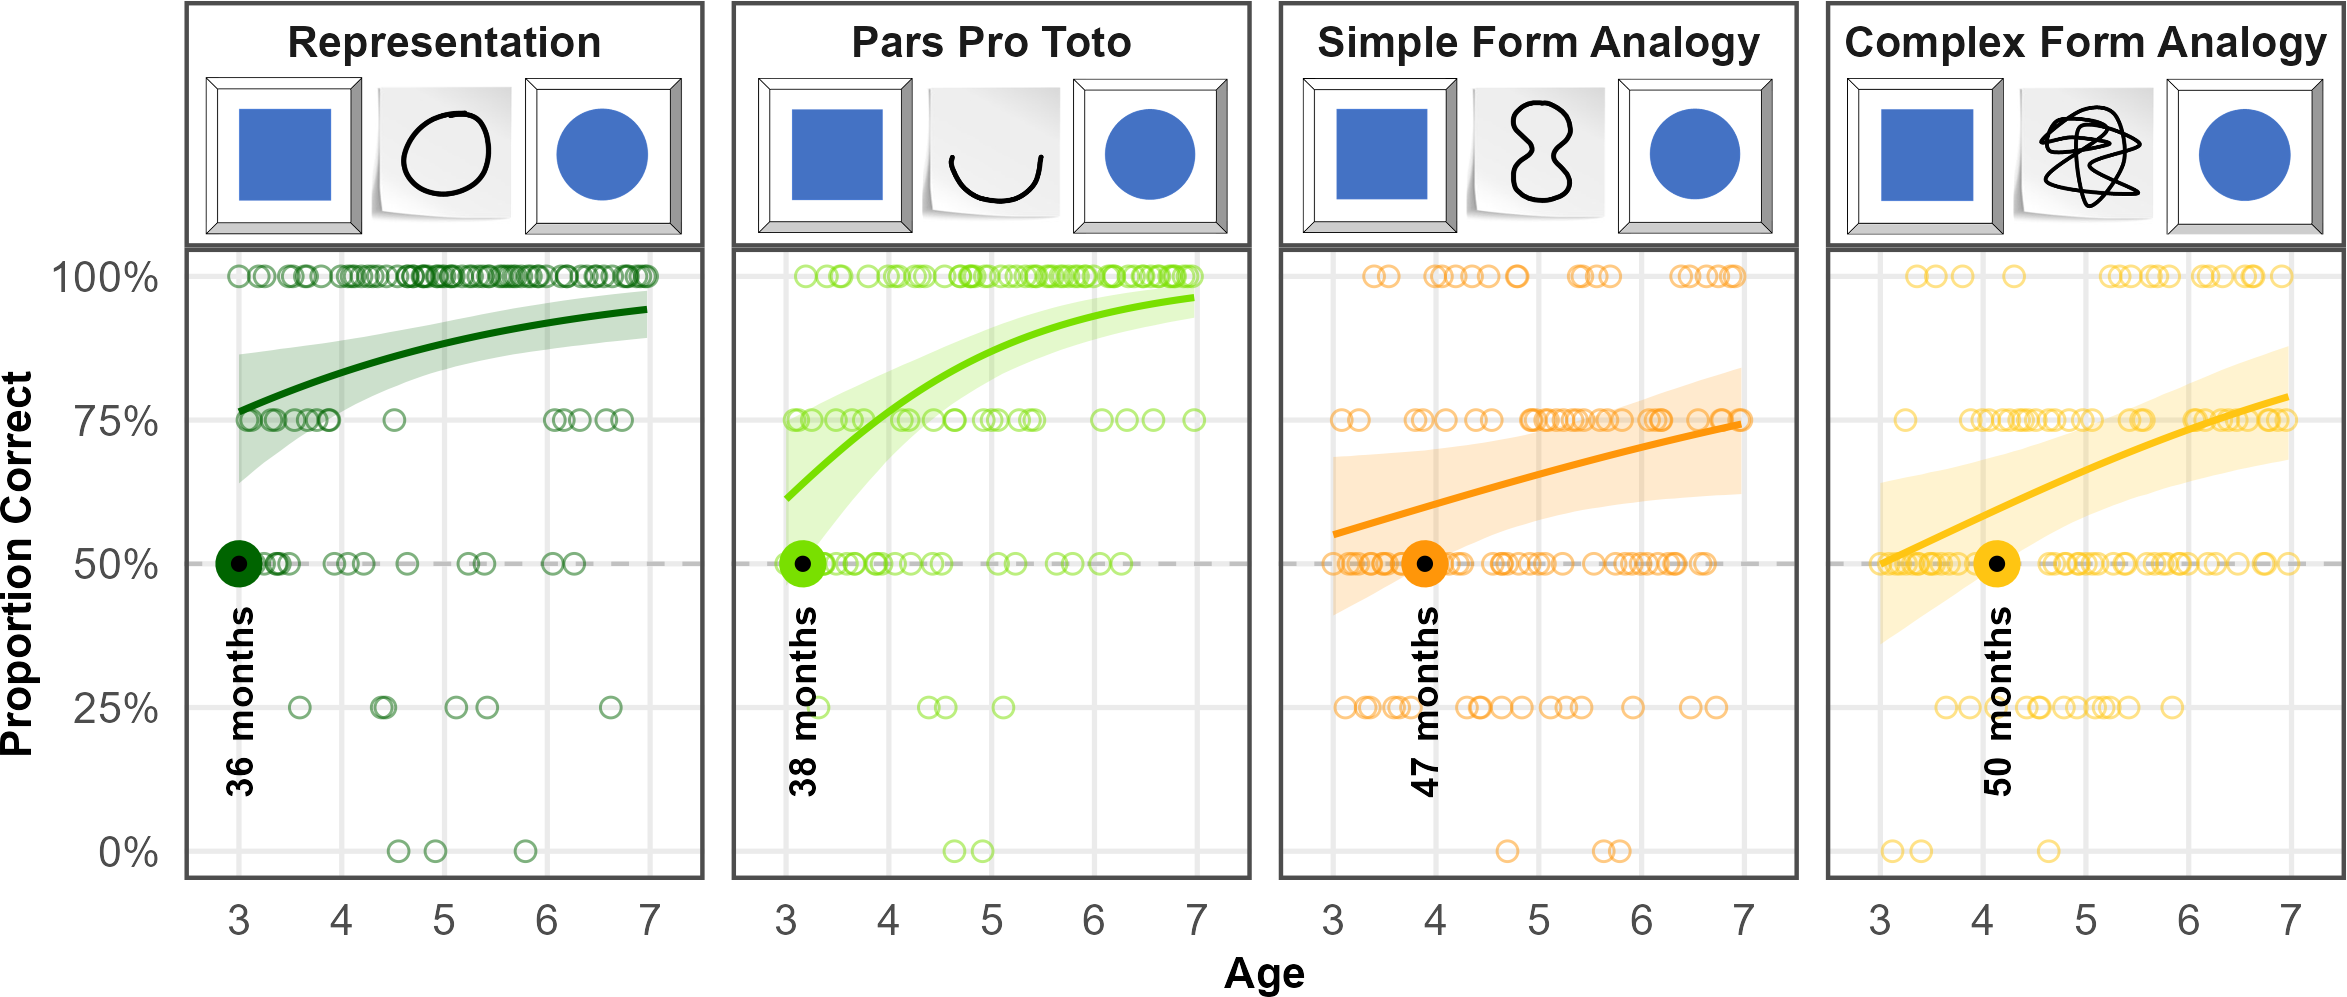 Representation
Pars Pro Toto
Simple Form Analogy
Complex Form Analogy
Proportion Correct
100%
75%
50%
25%
0%
36 months
38 months
47 months
50 months
3 4 5 6 7
3 4 5 6 7
3 4 5 6 7
3 4 5 6 7
Age